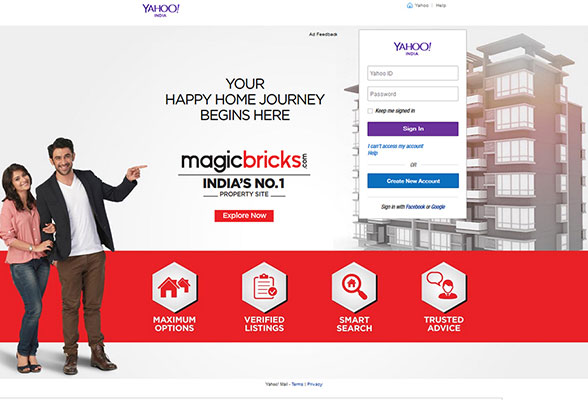 YAHOO!
INDIA
Yahoo | Help
Ad Feedback
YOUR
HAPPY HOME JOURNEY
BEGINS HERE
magicbricks.com
INDIA'S NO.1
PROPERTY SITE
Explore Now
YAHOO!
INDIA
Yahoo ID
Password
Keep me signed in
Sign In
I can't access my account
Help
OR
Create New Account
Sign in with Facebook or Google
MAXIMUM
OPTIONS
VERIFIED
LISTINGS
SMART
SEARCH
TRUSTED
ADVICE
Yahoo! Mail - Terms | Privacy